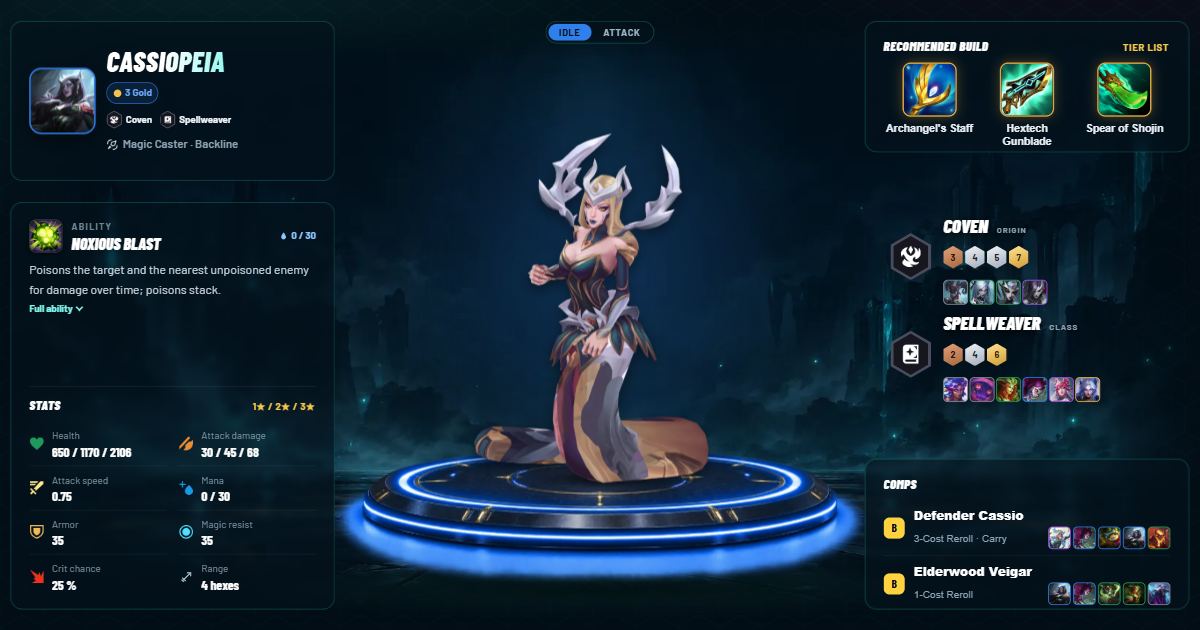 CASSIOPEIA
3 Gold
Coven Spellweaver
Magic Caster · Backline
ABILITY
NOXIOUS BLAST
0 / 30
Poisons the target and the nearest unpoisoned enemy
for damage over time; poisons stack.
Full ability
STATS
1★ / 2★ / 3★
Health
650 / 1170 / 2106
Attack damage
30 / 45 / 68
Attack speed
0.75
Mana
0 / 30
Armor
35
Magic resist
35
Crit chance
25 %
Range
4 hexes
IDLE ATTACK
RECOMMENDED BUILD
TIER LIST
Archangel's Staff
Hextech
Gunblade
Spear of Shojin
COVEN ORIGIN
3 4 5 7
SPELLWEAVER CLASS
2 4 6
COMPS
B
Defender Cassio
3-Cost Reroll · Carry
B
Elderwood Veigar
1-Cost Reroll